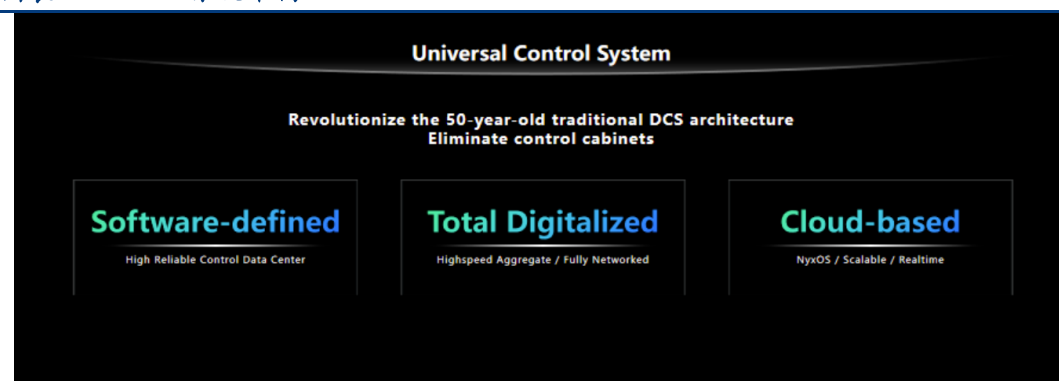 Universal Control System
Revolutionize the 50-year-old traditional DCS architecture
Eliminate control cabinets
Software-defined
High Reliable Control Data Center
Total Digitalized
Highspeed Aggregate / Fully Networked
Cloud-based
NyxOS / Scalable / Realtime